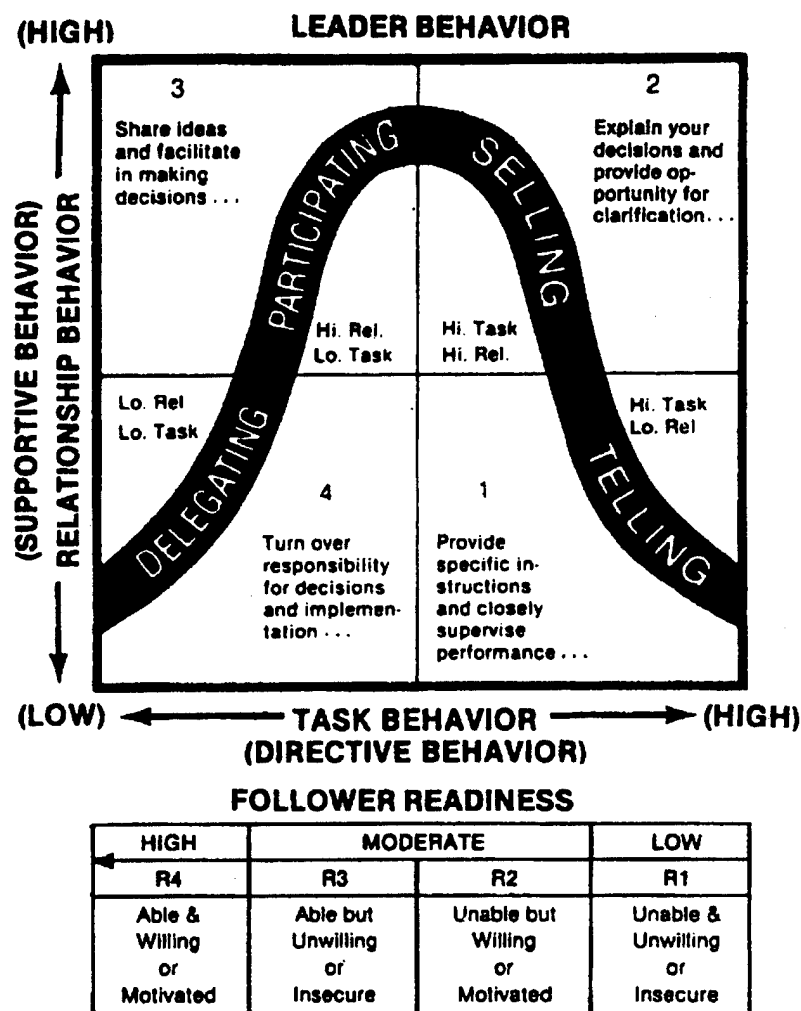 (HIGH)
LEADER BEHAVIOR
3
Share ideas
and facilitate
in making
decisions ...
2
Explain your
decisions and
provide op-
portunity for
clarification...
PARTICIPATING
SELLING
(SUPPORTIVE BEHAVIOR)
RELATIONSHIP BEHAVIOR
Hi. Rel.
Lo. Task
Hi. Task
Hi. Rel.
Lo. Rel
Lo. Task
Hi. Task
Lo. Rel
DELEGATING
TELLING
4
Turn over
responsibility
for decisions
and implemen-
tation ...
1
Provide
specific in-
structions
and closely
supervise
performance ...
(LOW)
TASK BEHAVIOR
(HIGH)
(DIRECTIVE BEHAVIOR)
FOLLOWER READINESS
HIGH
MODERATE
LOW
R4
R3
R2
R1
Able &
Willing
or
Motivated
Able but
Unwilling
or
Insecure
Unable but
Willing
or
Motivated
Unable &
Unwilling
or
Insecure